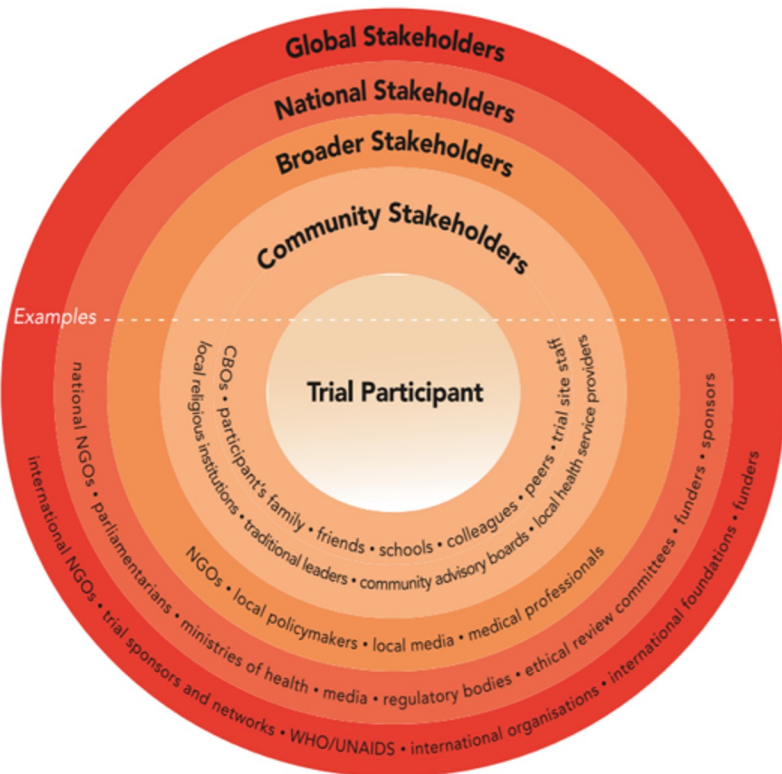 Global Stakeholders
National Stakeholders
Broader Stakeholders
Community Stakeholders
Examples
Trial Participant
CBOs • participant's family • friends • schools • colleagues • peers • trial site staff
local religious institutions • traditional leaders • community advisory boards • local health service providers
NGOs • local policymakers • local media • medical professionals
national NGOs • parliamentarians • ministries of health • media • regulatory bodies • ethical review committees • funders • sponsors
international NGOs • trial sponsors and networks • WHO/UNAIDS • international organisations • international foundations • funders